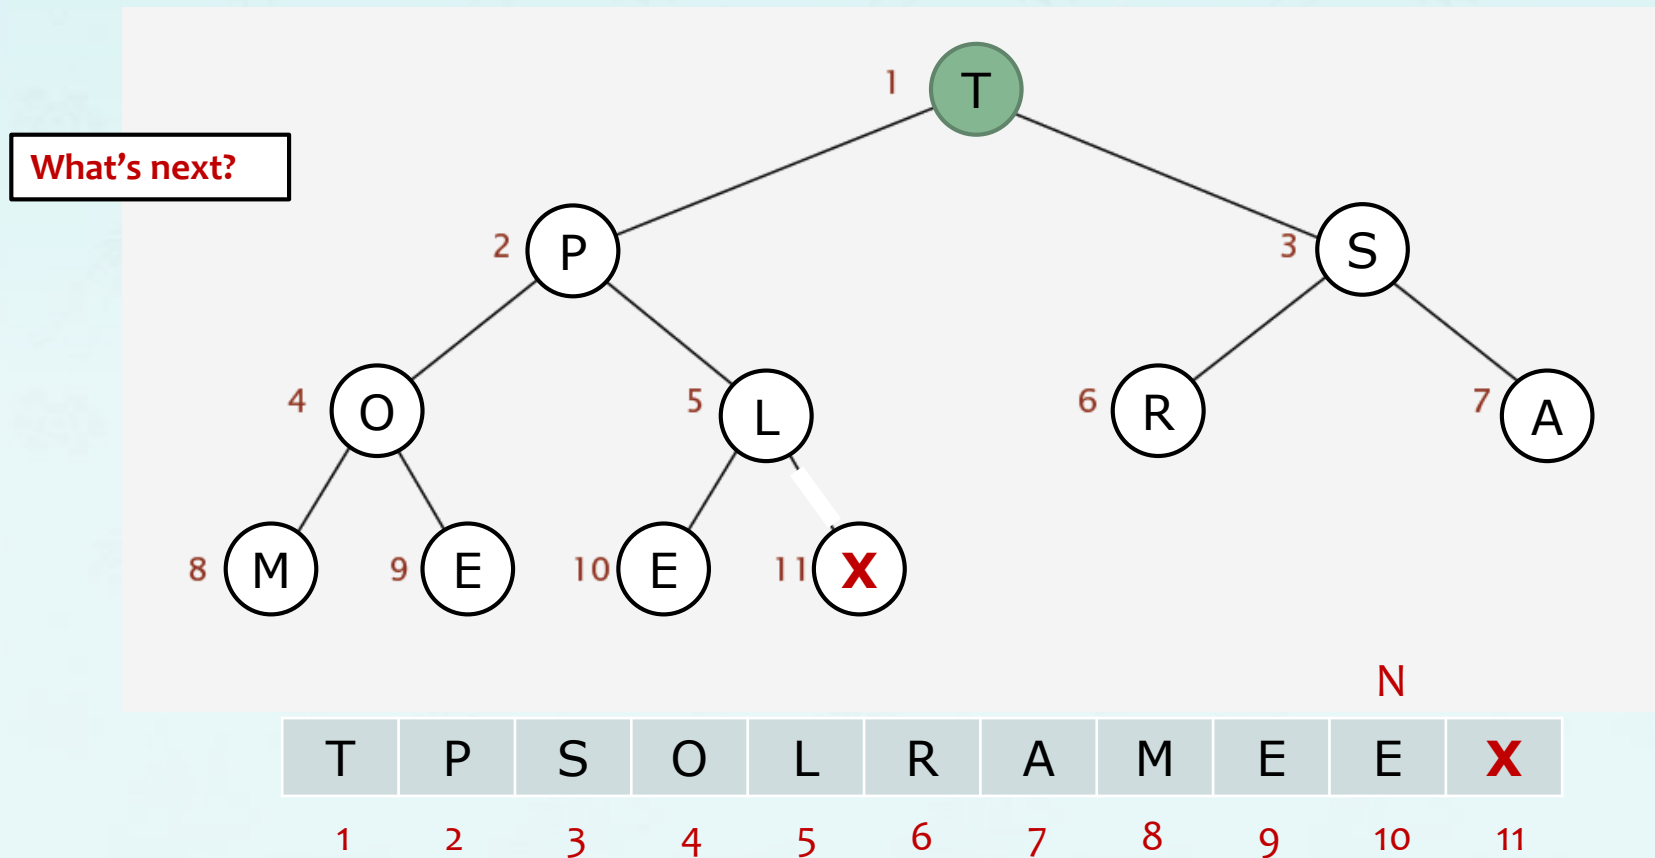 1 T
What's next?
2 P 3 S
4 O 5 L 6 R 7 A
8 M 9 E 10 E 11 X
N
T P S O L R A M E E X
1 2 3 4 5 6 7 8 9 10 11